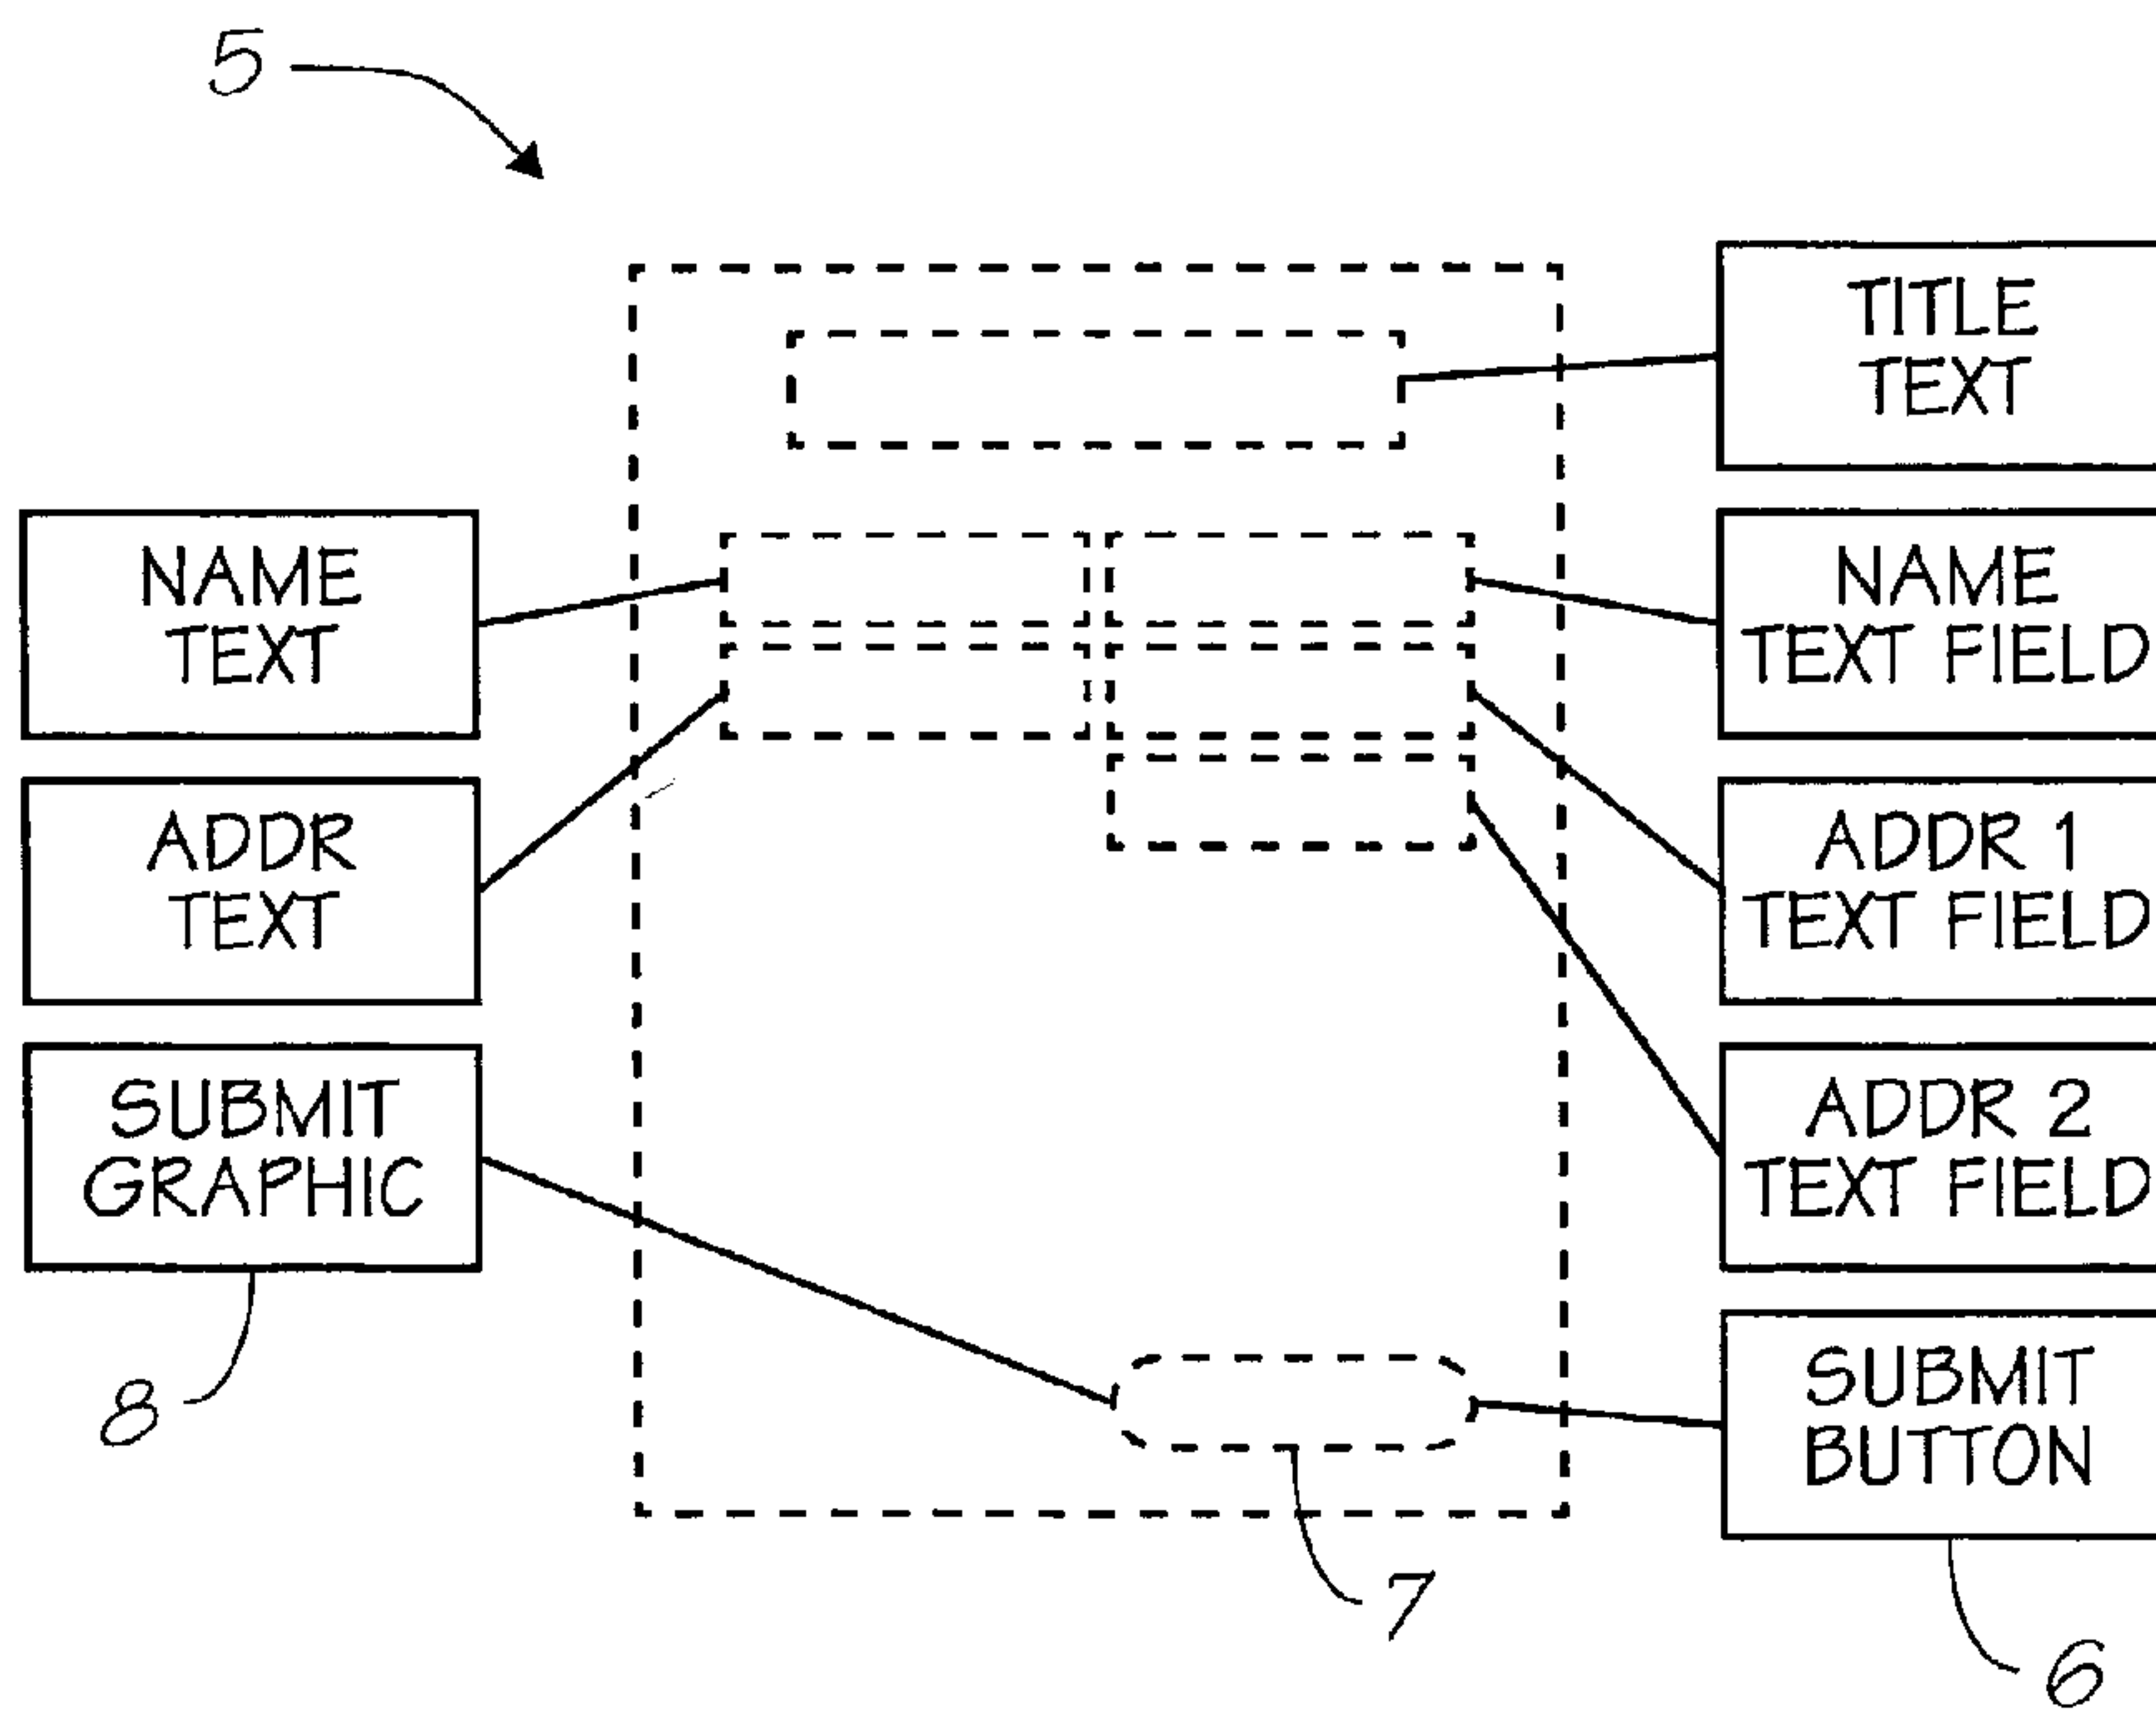 5
TITLE
TEXT
NAME
TEXT
NAME
TEXT FIELD
ADDR
TEXT
ADDR 1
TEXT FIELD
SUBMIT
GRAPHIC
ADDR 2
TEXT FIELD
8
SUBMIT
BUTTON
7
6